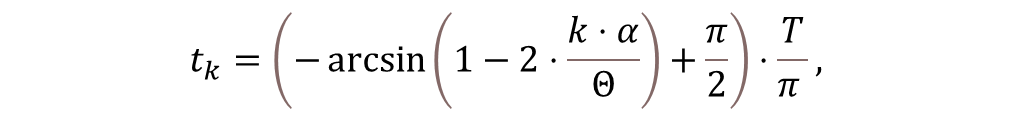 t_k = ( − arcsin ( 1 − 2 · (k · α)/Θ ) + π/2 ) · T/π ,